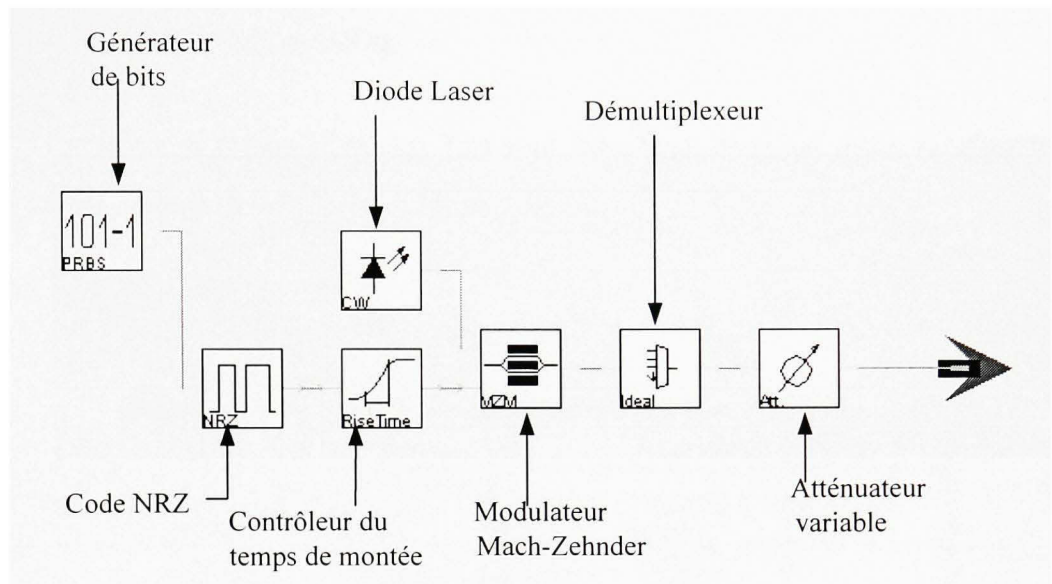 Générateur
de bits
Diode Laser
Démultiplexeur
101-1
PRBS
CW
NRZ
RiseTime
MZM
Ideal
Att.
Code NRZ
Contrôleur du
temps de montée
Modulateur
Mach-Zehnder
Atténuateur
variable